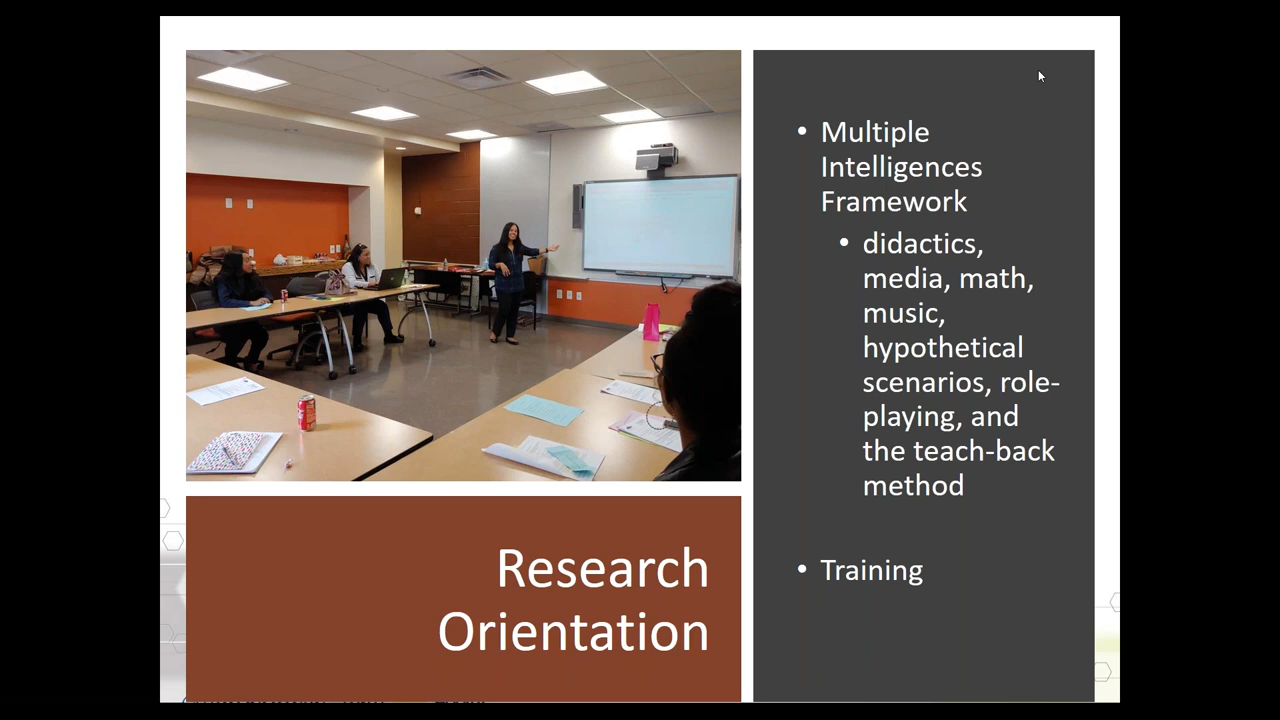 Multiple
Intelligences
Framework
didactics,
media, math,
music,
hypothetical
scenarios, role-
playing, and
the teach-back
method
Training
Research
Orientation